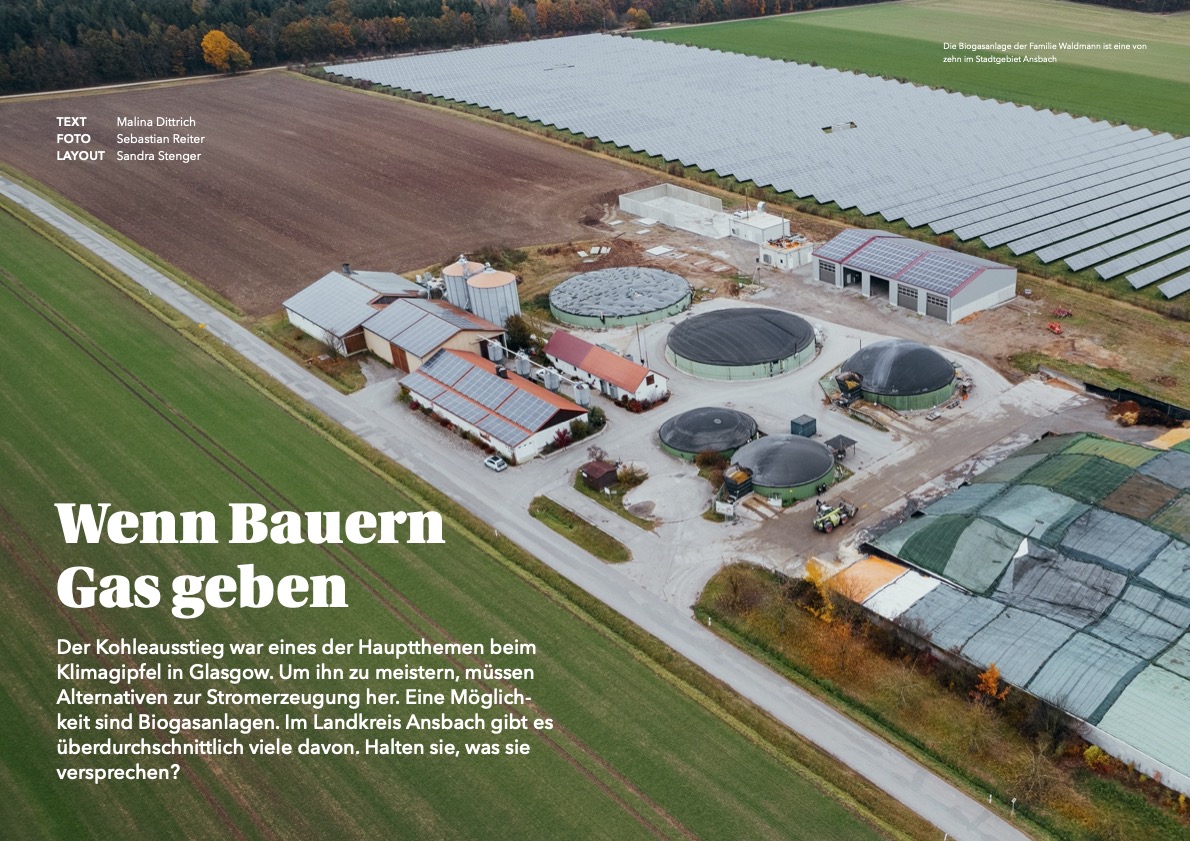 Die Biogasanlage der Familie Waldmann ist eine von
zehn im Stadtgebiet Ansbach
TEXT Malina Dittrich
FOTO Sebastian Reiter
LAYOUT Sandra Stenger
Wenn Bauern
Gas geben
Der Kohleausstieg war eines der Hauptthemen beim
Klimagipfel in Glasgow. Um ihn zu meistern, müssen
Alternativen zur Stromerzeugung her. Eine Möglich-
keit sind Biogasanlagen. Im Landkreis Ansbach gibt es
überdurchschnittlich viele davon. Halten sie, was sie
versprechen?